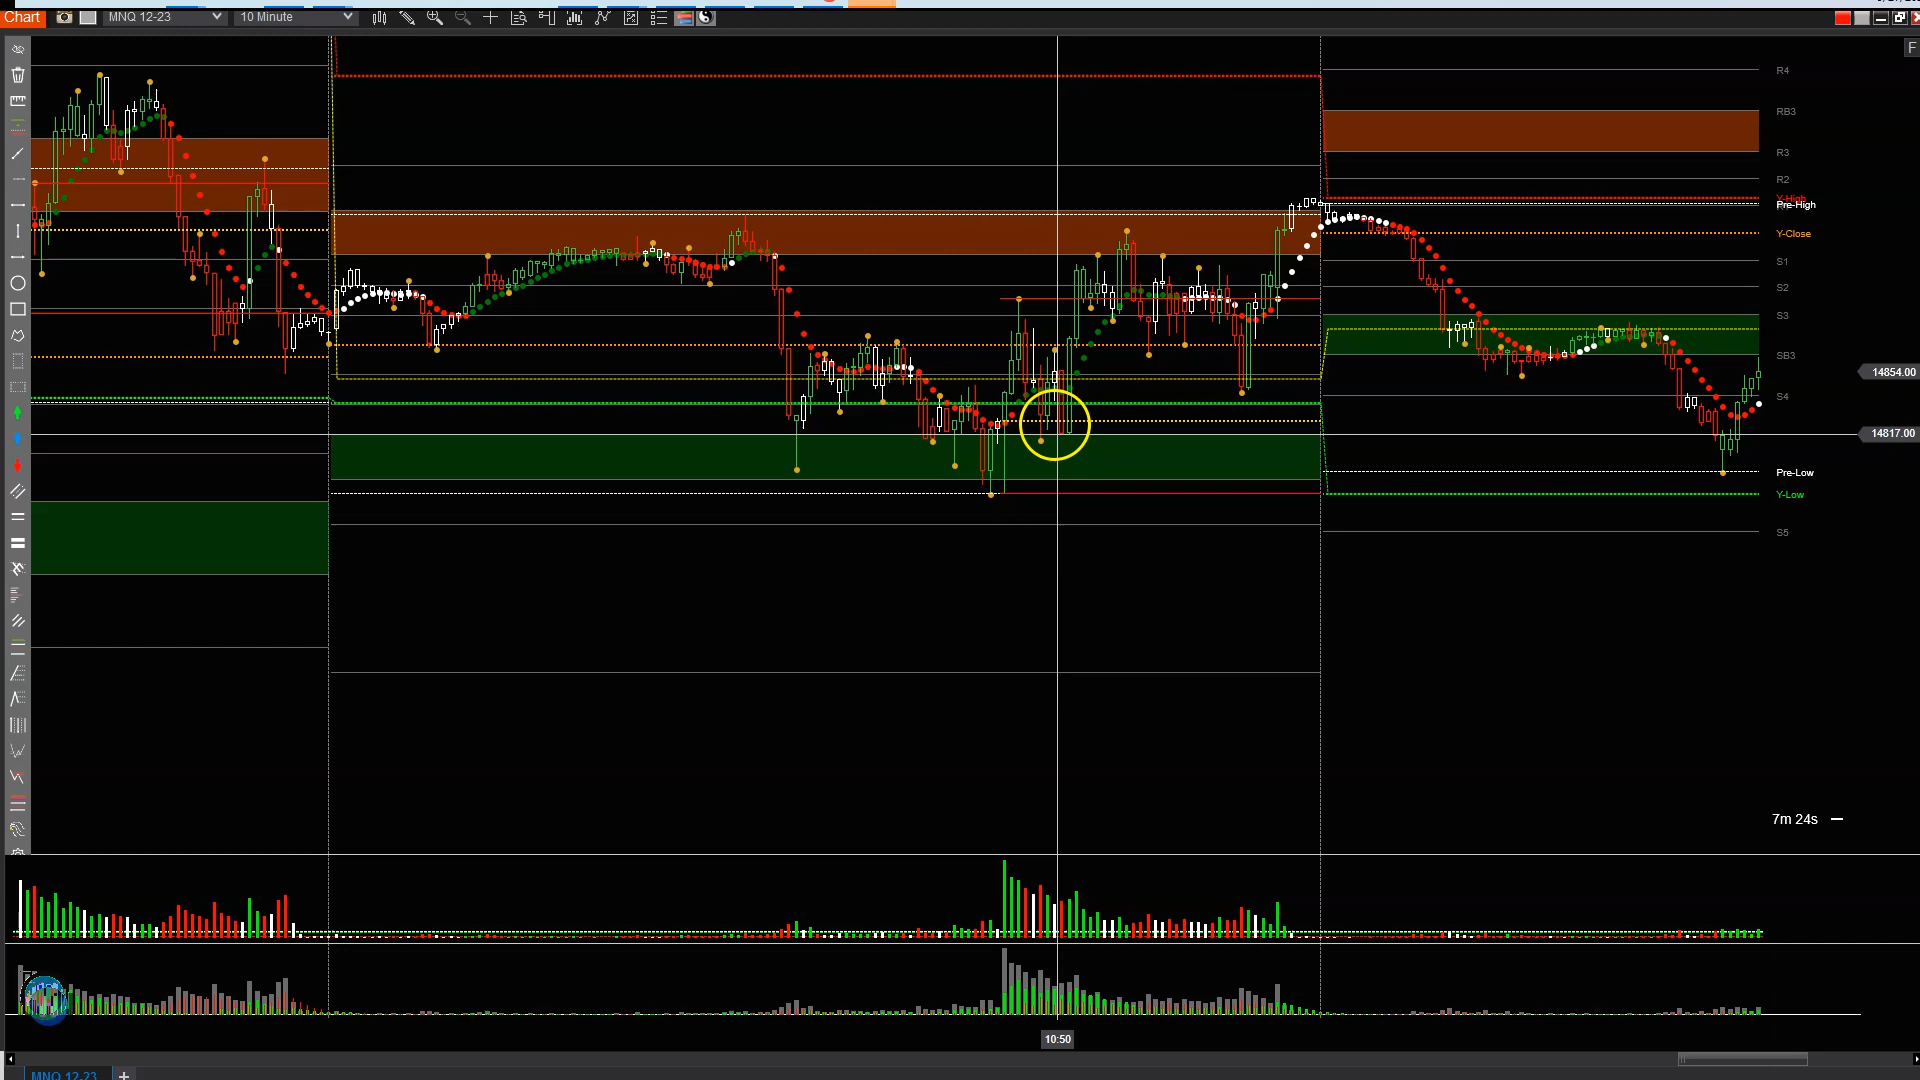 Chart
MNQ 12-23
10 Minute
F
R4
RB3
R3
R2
Y-High
Pre-High
Y-Close
S1
S2
S3
SB3
14854.00
S4
14817.00
Pre-Low
Y-Low
S5
7m 24s
10:50
MNQ 12-23
+